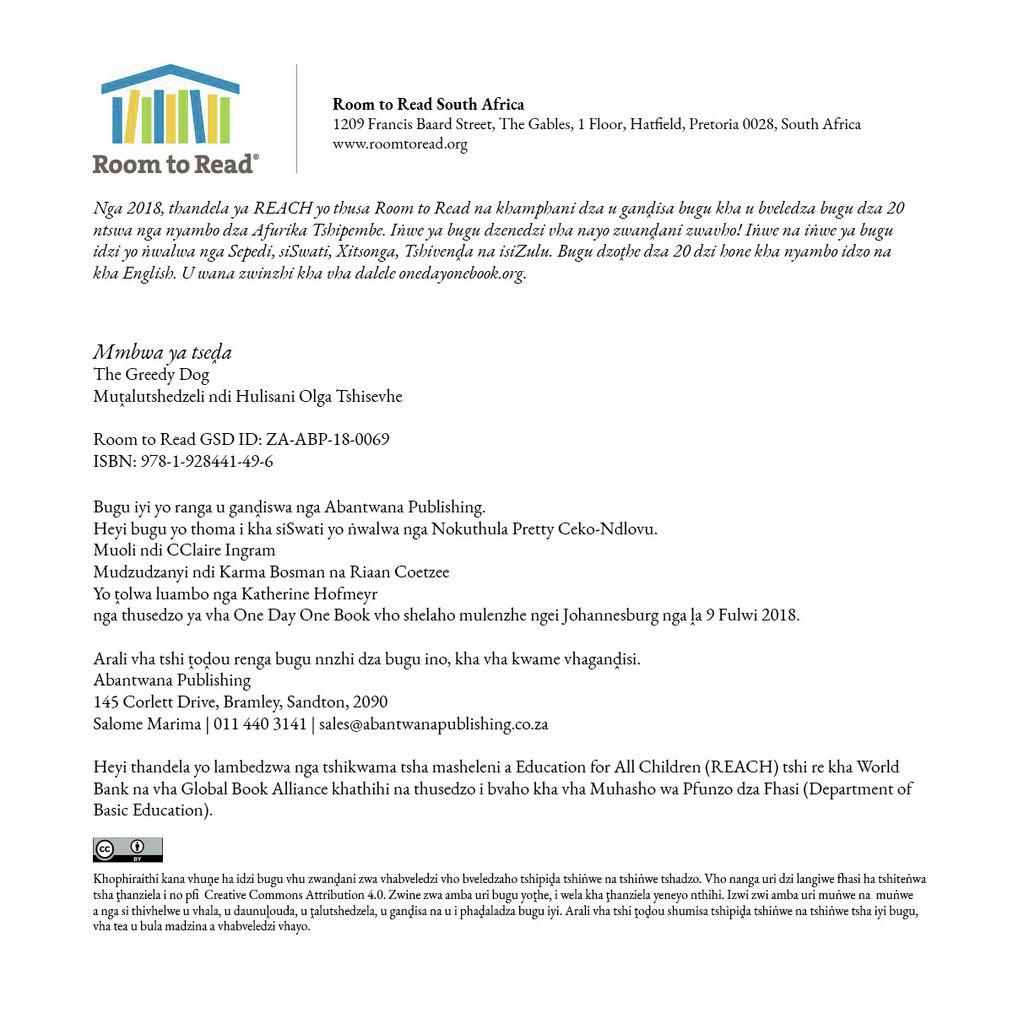 Room to Read®
Room to Read South Africa
1209 Francis Baard Street, The Gables, 1 Floor, Hatfield, Pretoria 0028, South Africa
www.roomtoread.org
Nga 2018, thandela ya REACH yo thusa Room to Read na khamphani dza u ganḓisa bugu kha u bveledza bugu dza 20
ntswa nga nyambo dza Afurika Tshipembe. Iṅwe ya bugu dzenedzi vha nayo zwanḓani zwavho! Iṅwe na iṅwe ya bugu
idzi yo ṅwalwa nga Sepedi, siSwati, Xitsonga, Tshivenḓa na isiZulu. Bugu dzoṱhe dza 20 dzi hone kha nyambo idzo na
kha English. U wana zwinzhi kha vha dalele onedayonebook.org.
Mmbwa ya tseḓa
The Greedy Dog
Muṱalutshedzeli ndi Hulisani Olga Tshisevhe
Room to Read GSD ID: ZA-ABP-18-0069
ISBN: 978-1-928441-49-6
Bugu iyi yo ranga u ganḓiswa nga Abantwana Publishing.
Heyi bugu yo thoma i kha siSwati yo ṅwalwa nga Nokuthula Pretty Ceko-Ndlovu.
Muoli ndi CClaire Ingram
Mudzudzanyi ndi Karma Bosman na Riaan Coetzee
Yo ṱolwa luambo nga Katherine Hofmeyr
nga thusedzo ya vha One Day One Book vho shelaho mulenzhe ngei Johannesburg nga ḽa 9 Fulwi 2018.
Arali vha tshi ṱoḓou renga bugu nnzhi dza bugu ino, kha vha kwame vhaganḓisi.
Abantwana Publishing
145 Corlett Drive, Bramley, Sandton, 2090
Salome Marima | 011 440 3141 | sales@abantwanapublishing.co.za
Heyi thandela yo lambedzwa nga tshikwama tsha masheleni a Education for All Children (REACH) tshi re kha World
Bank na vha Global Book Alliance khathihi na thusedzo i bvaho kha vha Muhasho wa Pfunzo dza Fhasi (Department of
Basic Education).
cc BY
Khophiraithi kana vhuṋe ha idzi bugu vhu zwanḓani zwa vhabveledzi vho bveledzaho tshipiḓa tshiṅwe na tshiṅwe tshadzo. Vho nanga uri dzi langiwe fhasi ha tshiteṅwa
tsha ṱhanziela i no pfi Creative Commons Attribution 4.0. Zwine zwa amba uri bugu yoṱhe, i wela kha ṱhanziela yeneyo nthihi. Izwi zwi amba uri muṅwe na muṅwe
a nga si thivhelwe u vhala, u daunuḽouda, u ṱalutshedzela, u ganḓisa na u i phaḓaladza bugu iyi. Arali vha tshi ṱoḓou shumisa tshipiḓa tshiṅwe na tshiṅwe tsha iyi bugu,
vha tea u bula madzina a vhabveledzi vhayo.